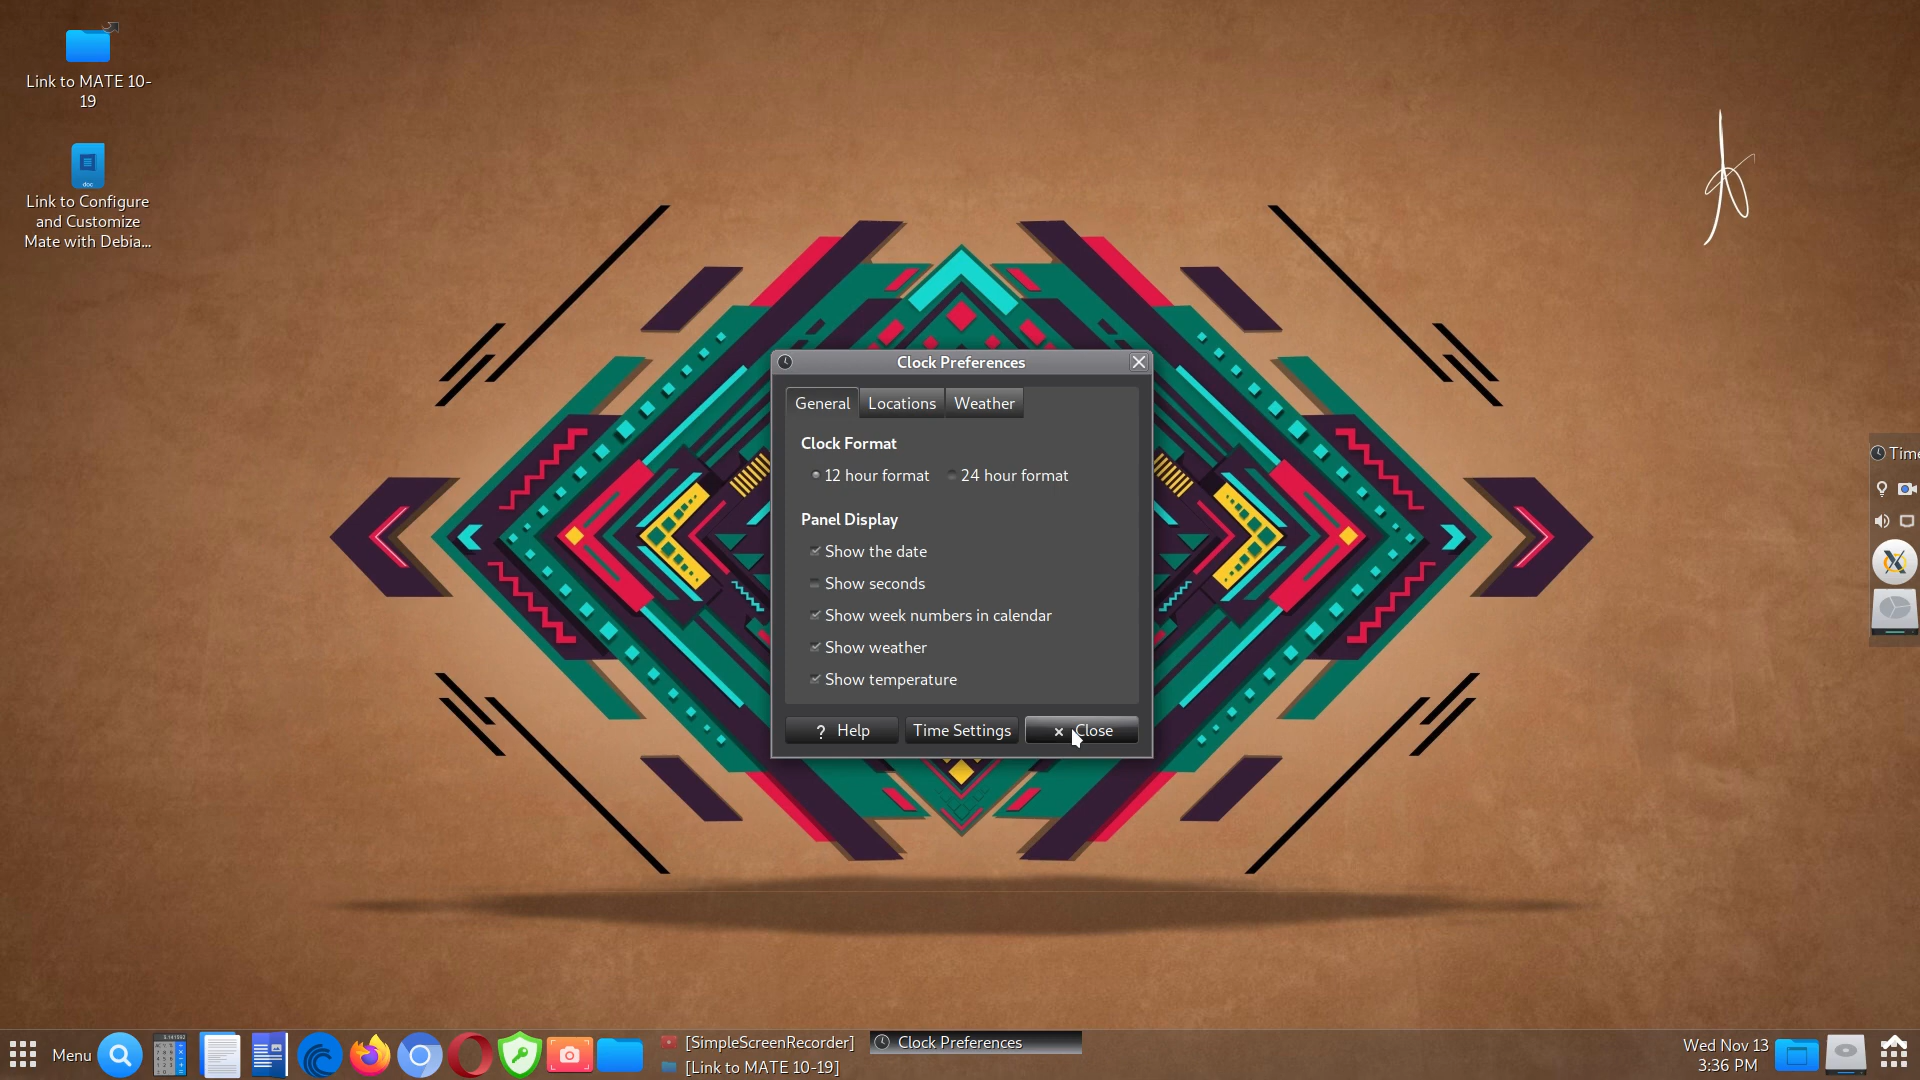 Link to MATE 10-
19
Link to Configure
and Customize
Mate with Debia...
Clock Preferences
General
Locations
Weather
Clock Format
12 hour format
24 hour format
Panel Display
Show the date
Show seconds
Show week numbers in calendar
Show weather
Show temperature
? Help
Time Settings
Close
Time
Menu
[SimpleScreenRecorder]
[Link to MATE 10-19]
Clock Preferences
Wed Nov 13
3:36 PM